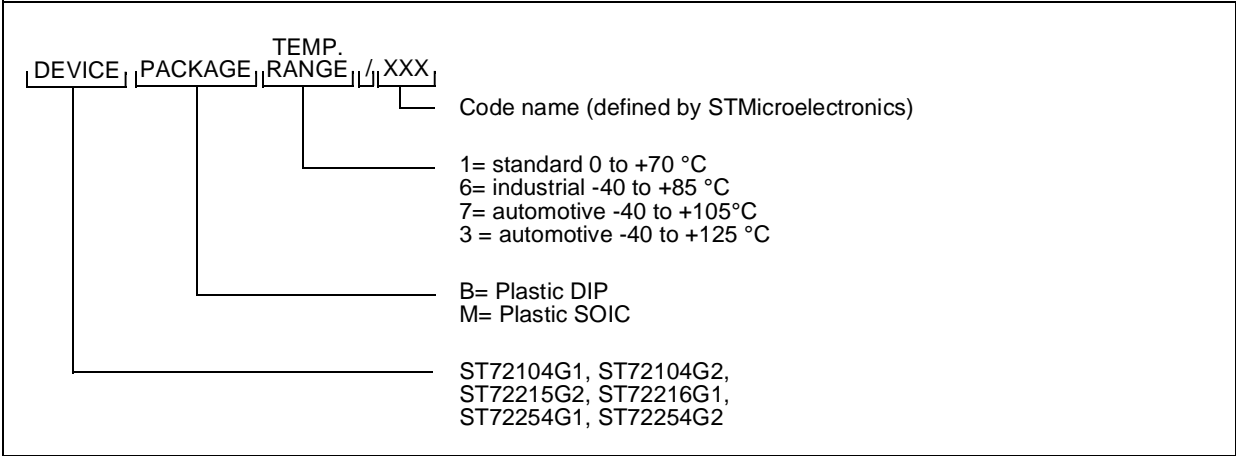 TEMP.
DEVICE PACKAGE RANGE / XXX
Code name (defined by STMicroelectronics)
1= standard 0 to +70 °C
6= industrial -40 to +85 °C
7= automotive -40 to +105°C
3 = automotive -40 to +125 °C
B= Plastic DIP
M= Plastic SOIC
ST72104G1, ST72104G2,
ST72215G2, ST72216G1,
ST72254G1, ST72254G2